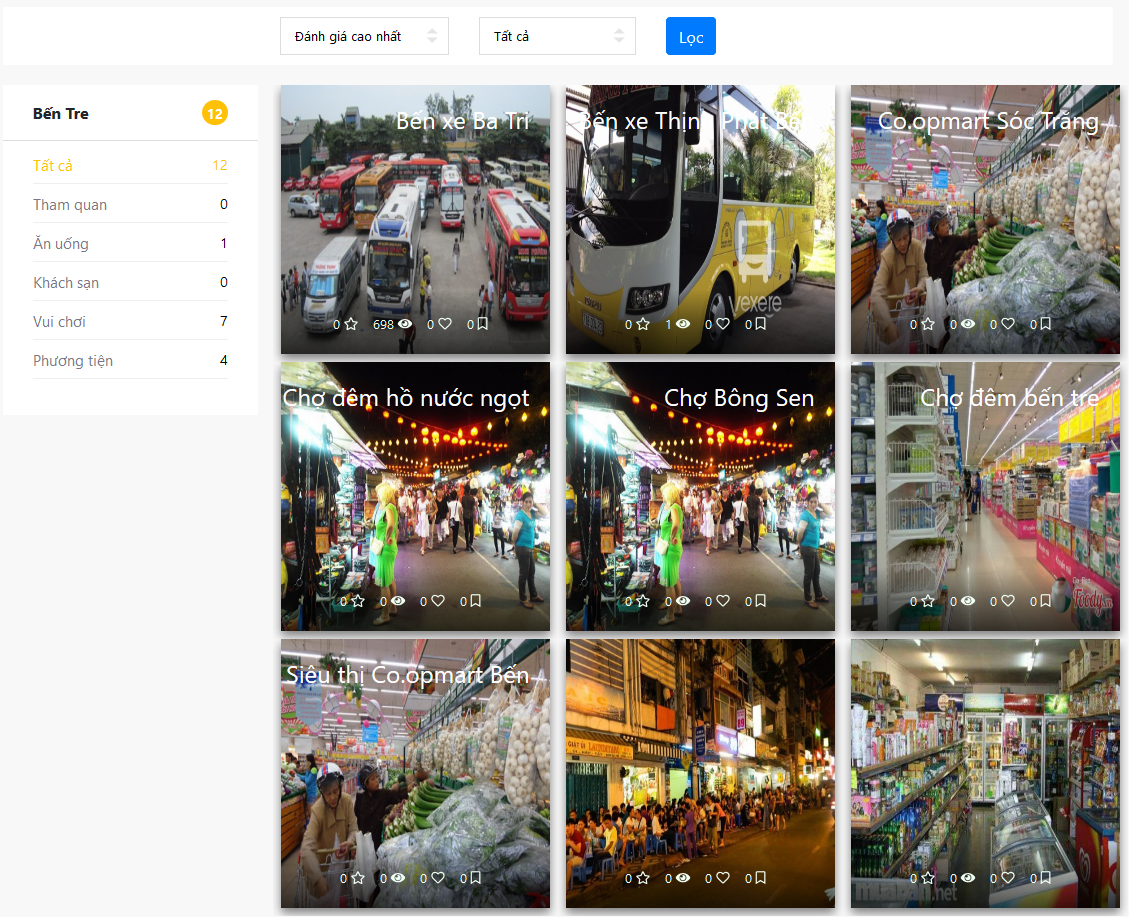 Đánh giá cao nhất
Tất cả
Lọc
Bến Tre
12
Tất cả 12
Tham quan 0
Ăn uống 1
Khách sạn 0
Vui chơi 7
Phương tiện 4
Bến xe Ba Tri
0 698 0 0
Bến xe Thịnh Phát
vexere
0 1 0 0
Co.opmart Sóc Trăng
0 0 0 0
Chợ đêm hồ nước ngọt
0 0 0 0
Chợ Bông Sen
0 0 0 0
Chợ đêm bến tre
Foody.vn
0 0 0 0
Siêu thị Co.opmart Bến
0 0 0 0
0 0 0 0
0 0 0 0